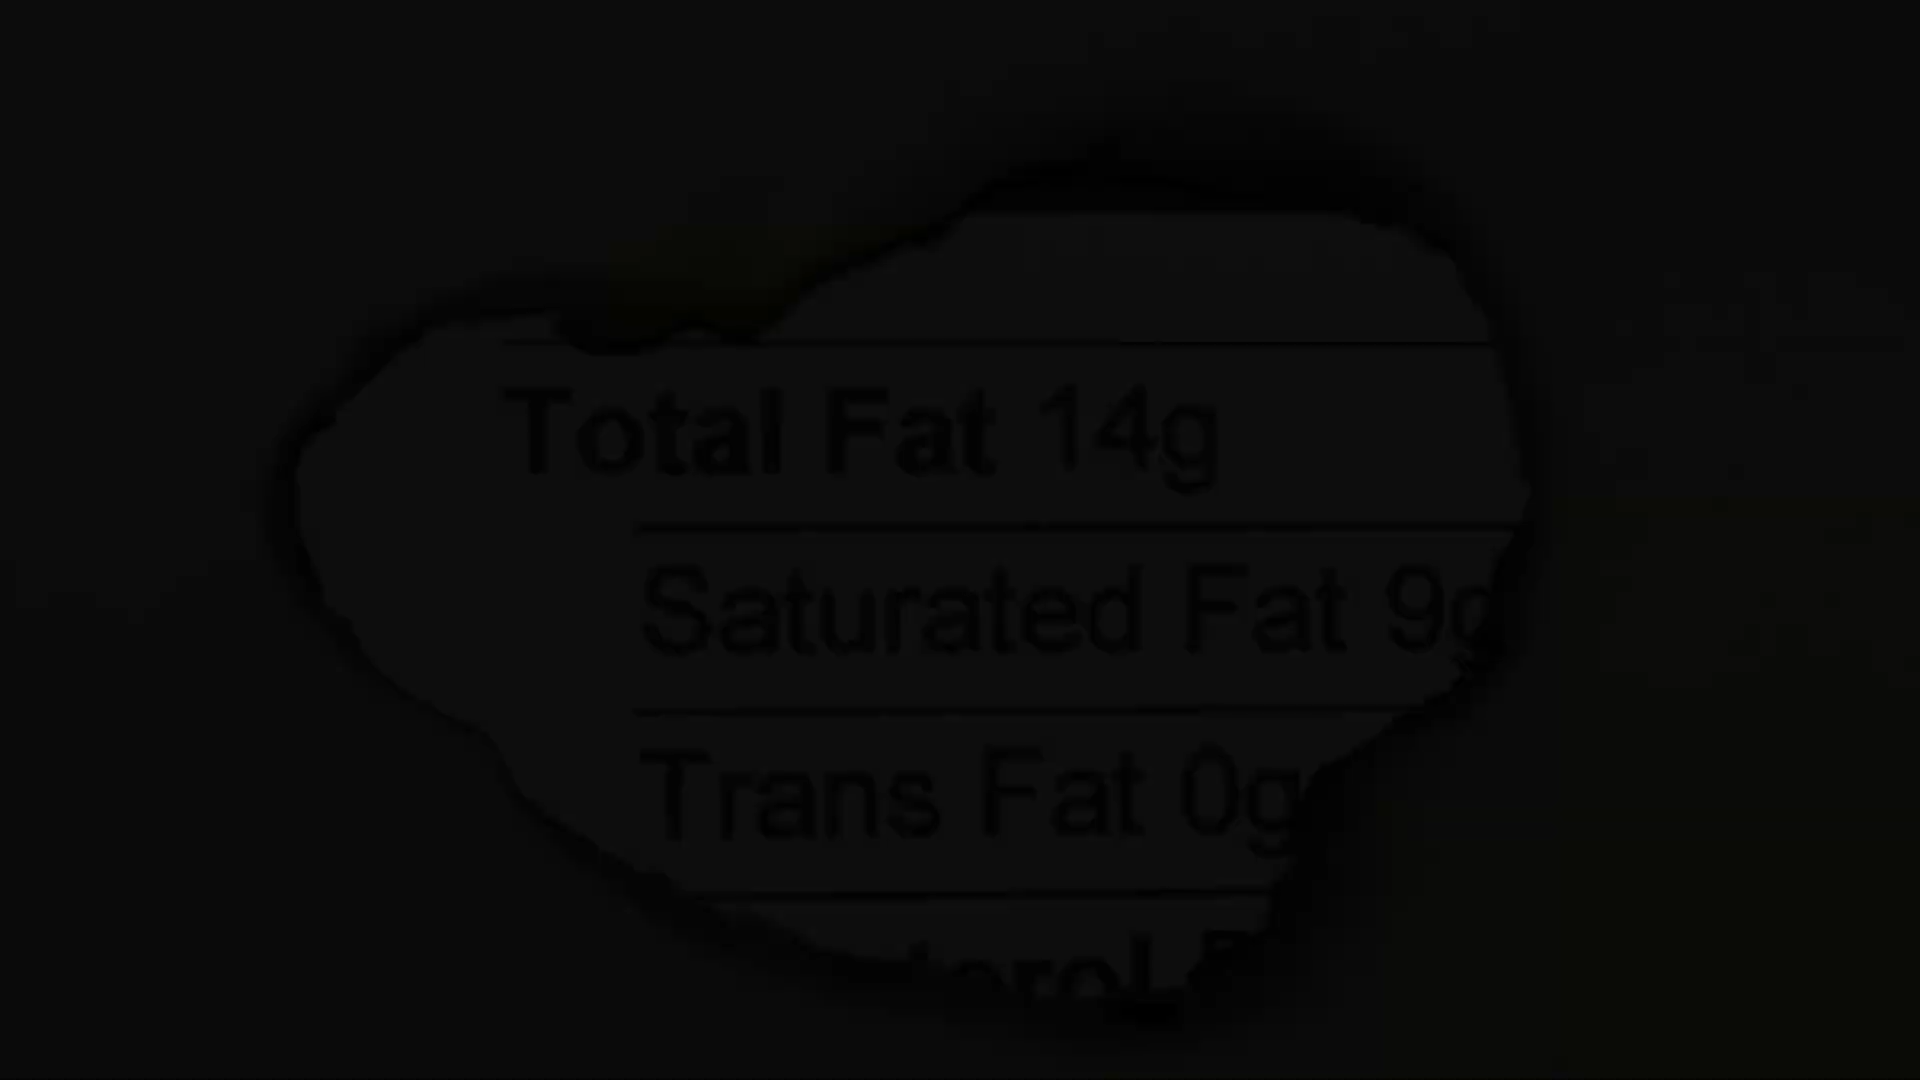 Total Fat 14g
Saturated Fat 9g
Trans Fat 0g